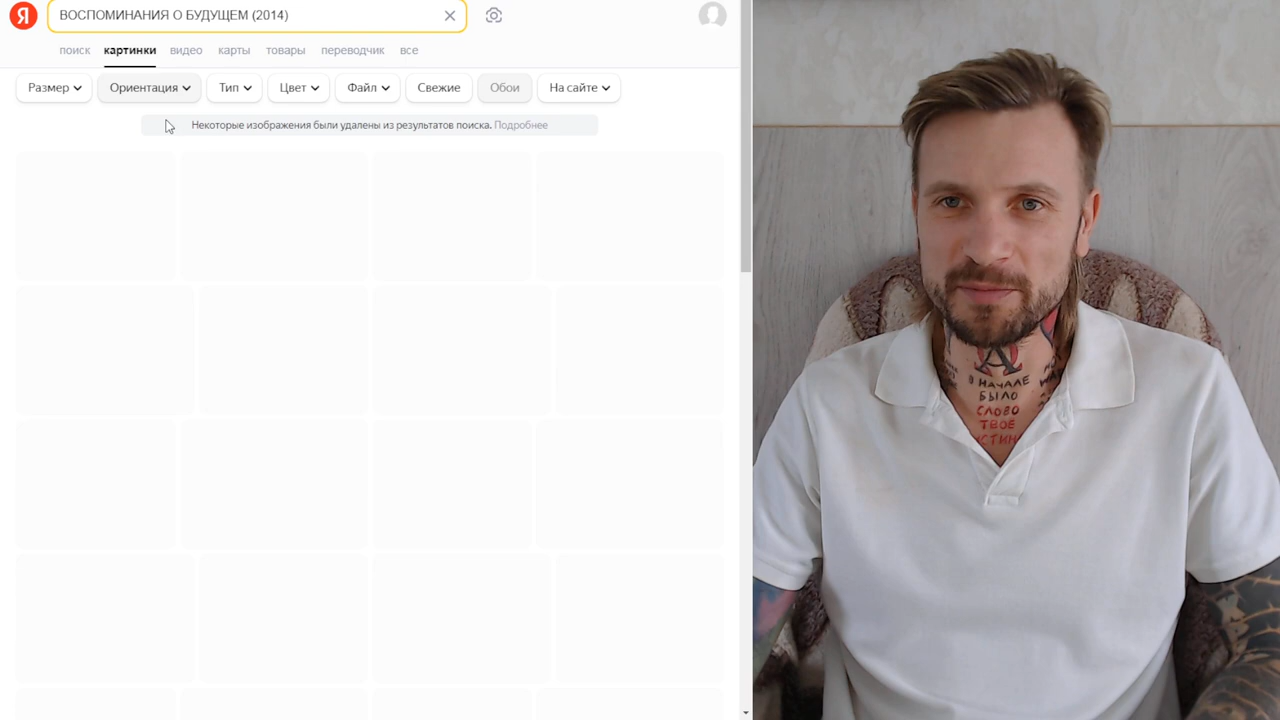 Я
ВОСПОМИНАНИЯ О БУДУЩЕМ (2014)
поиск картинки видео карты товары переводчик все
Размер Ориентация Тип Цвет Файл Свежие Обои На сайте
Некоторые изображения были удалены из результатов поиска. Подробнее
В НАЧАЛЕ
БЫЛО
СЛОВО
ТВОЕ